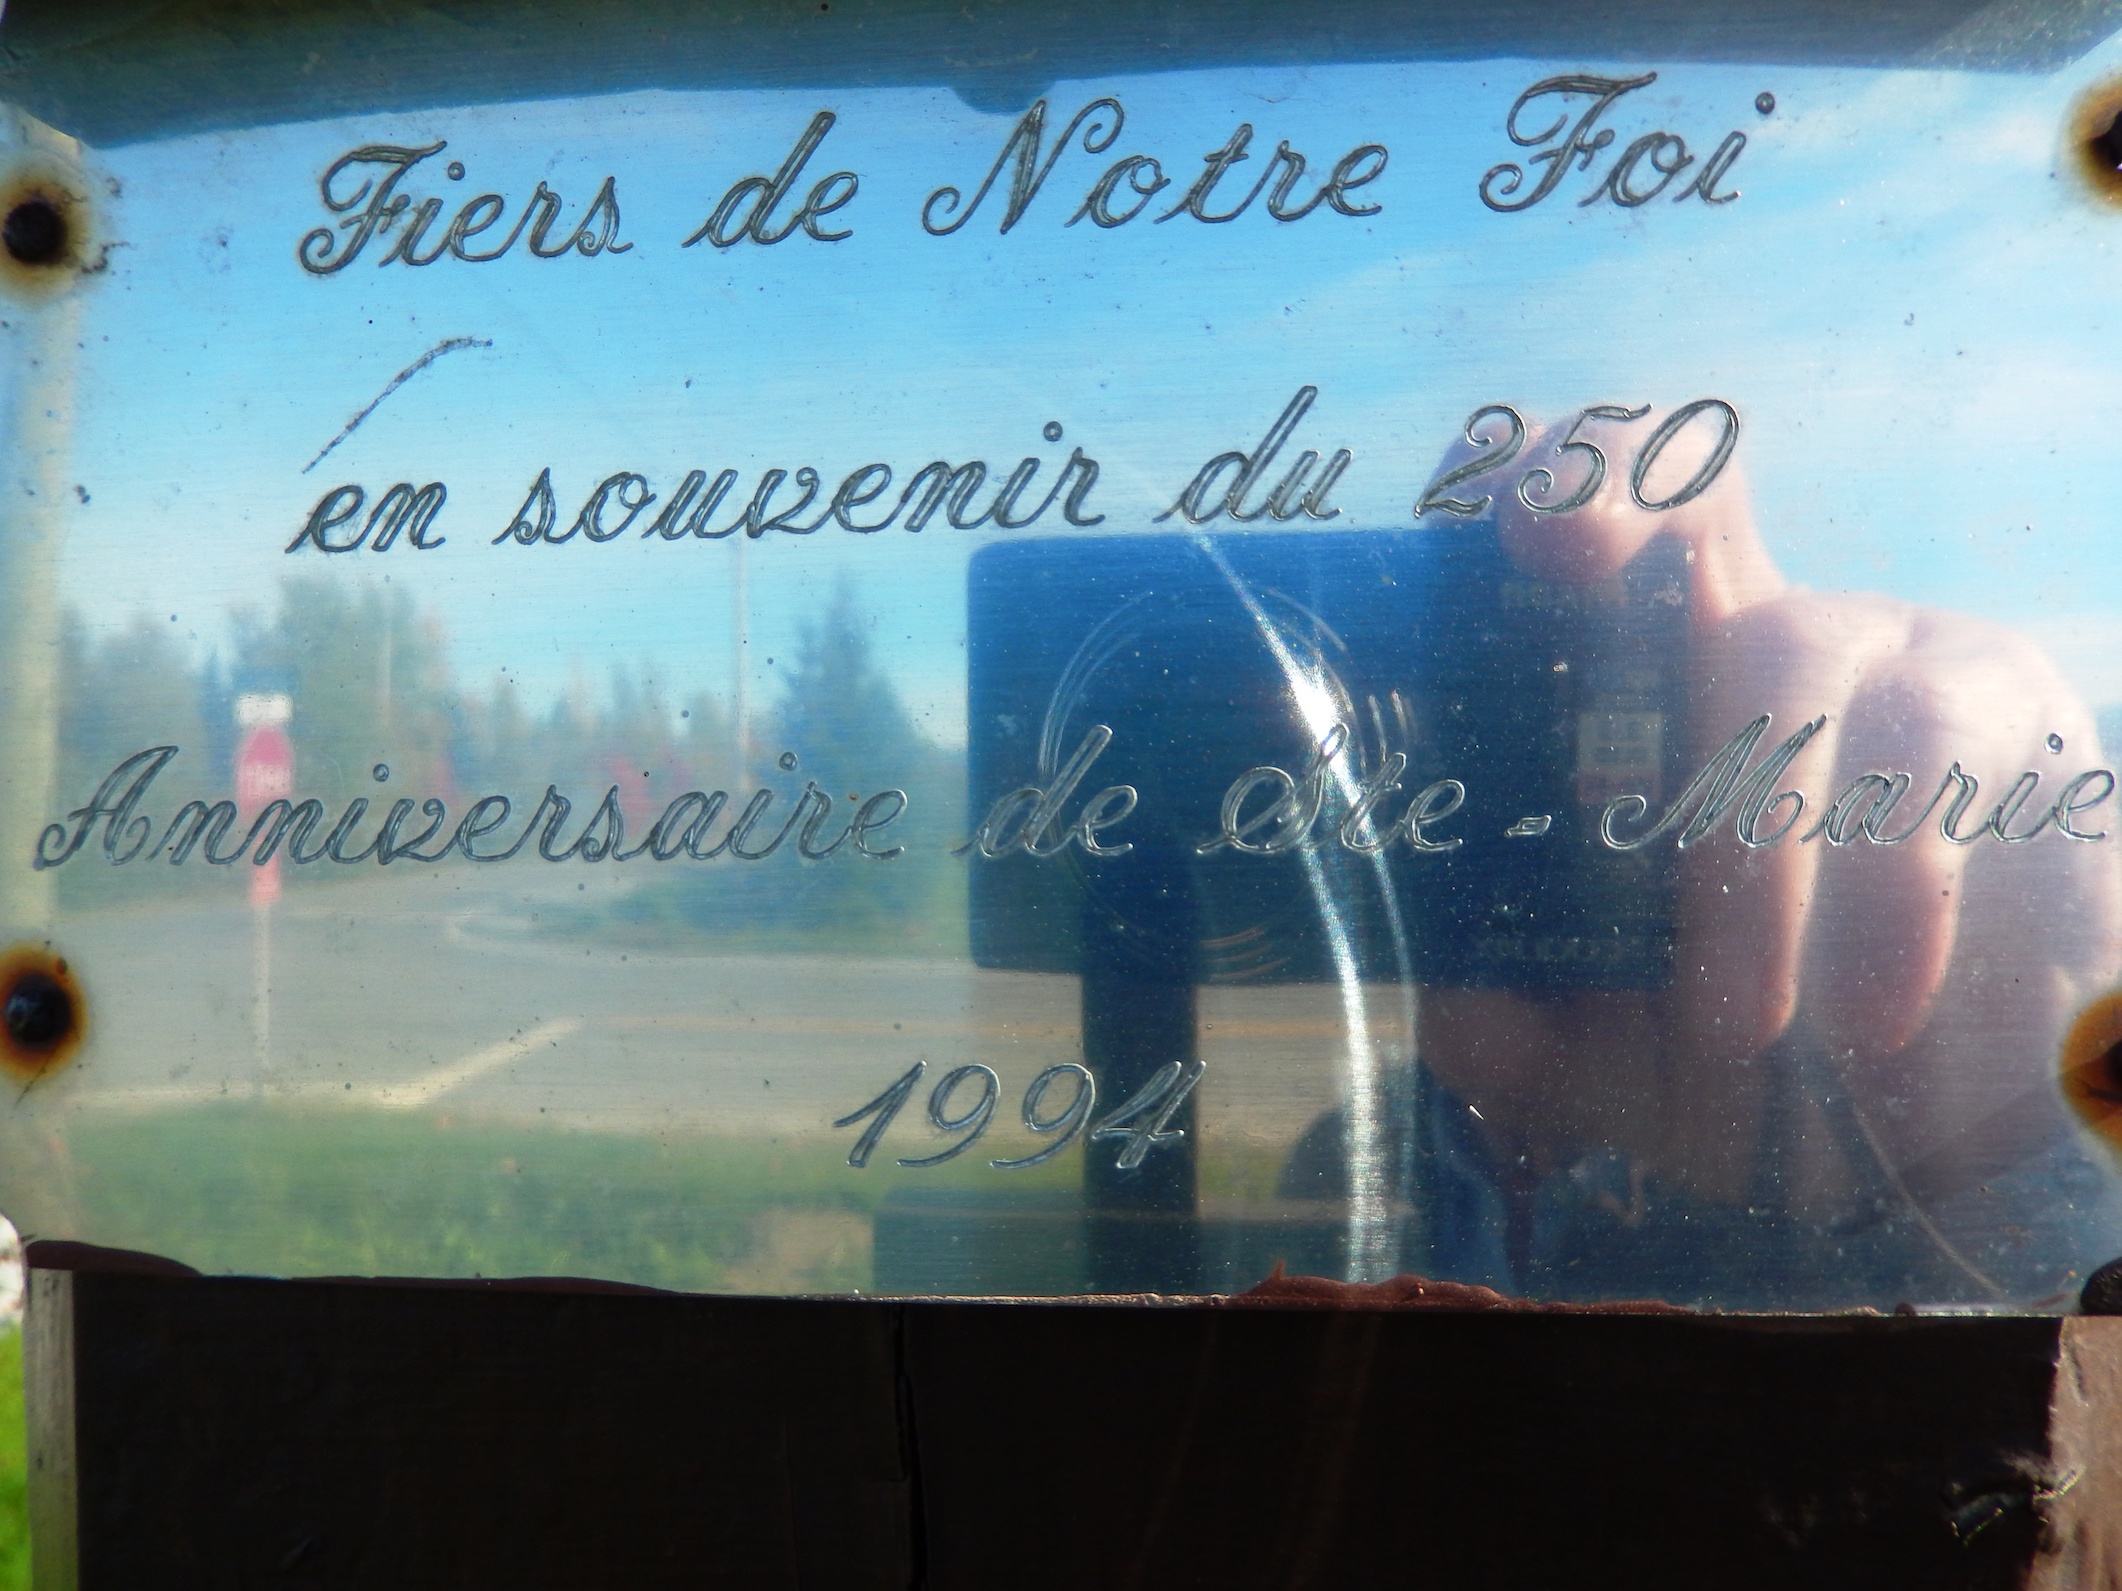 Fiers de Notre Foi
en souvenir du 250
Anniversaire de Ste - Marie
1994